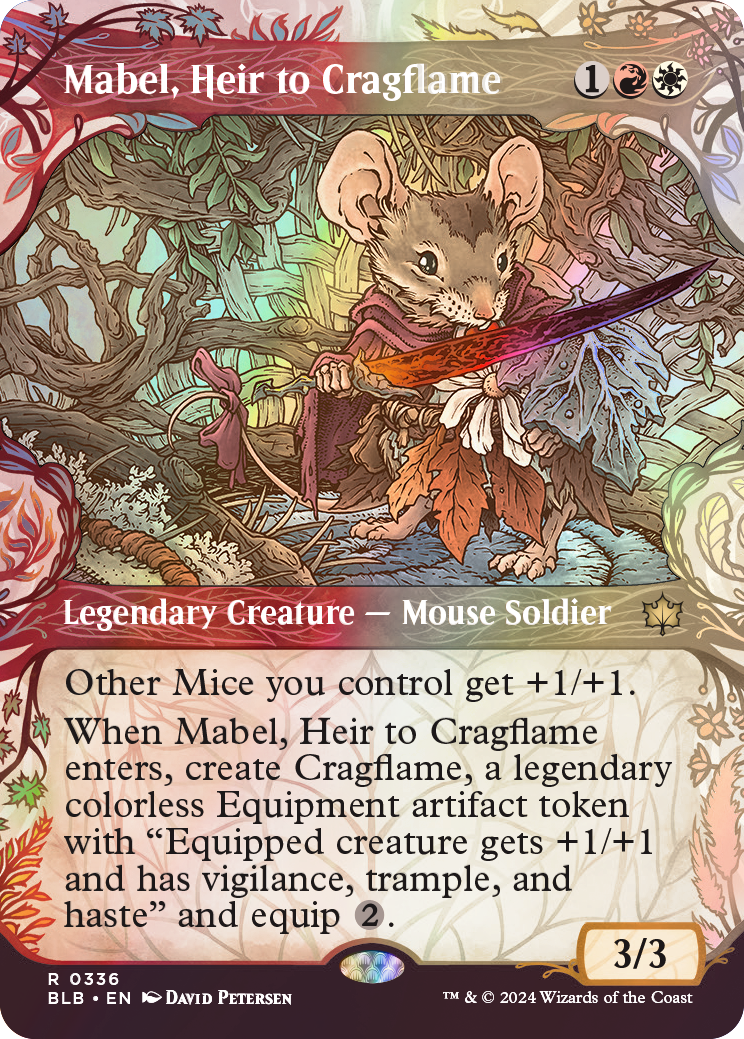 Mabel, Heir to Cragflame 1
Legendary Creature — Mouse Soldier
Other Mice you control get +1/+1.
When Mabel, Heir to Cragflame
enters, create Cragflame, a legendary
colorless Equipment artifact token
with “Equipped creature gets +1/+1
and has vigilance, trample, and
haste” and equip 2.
3/3
R 0336
BLB • EN DAVID PETERSEN
™ & © 2024 Wizards of the Coast